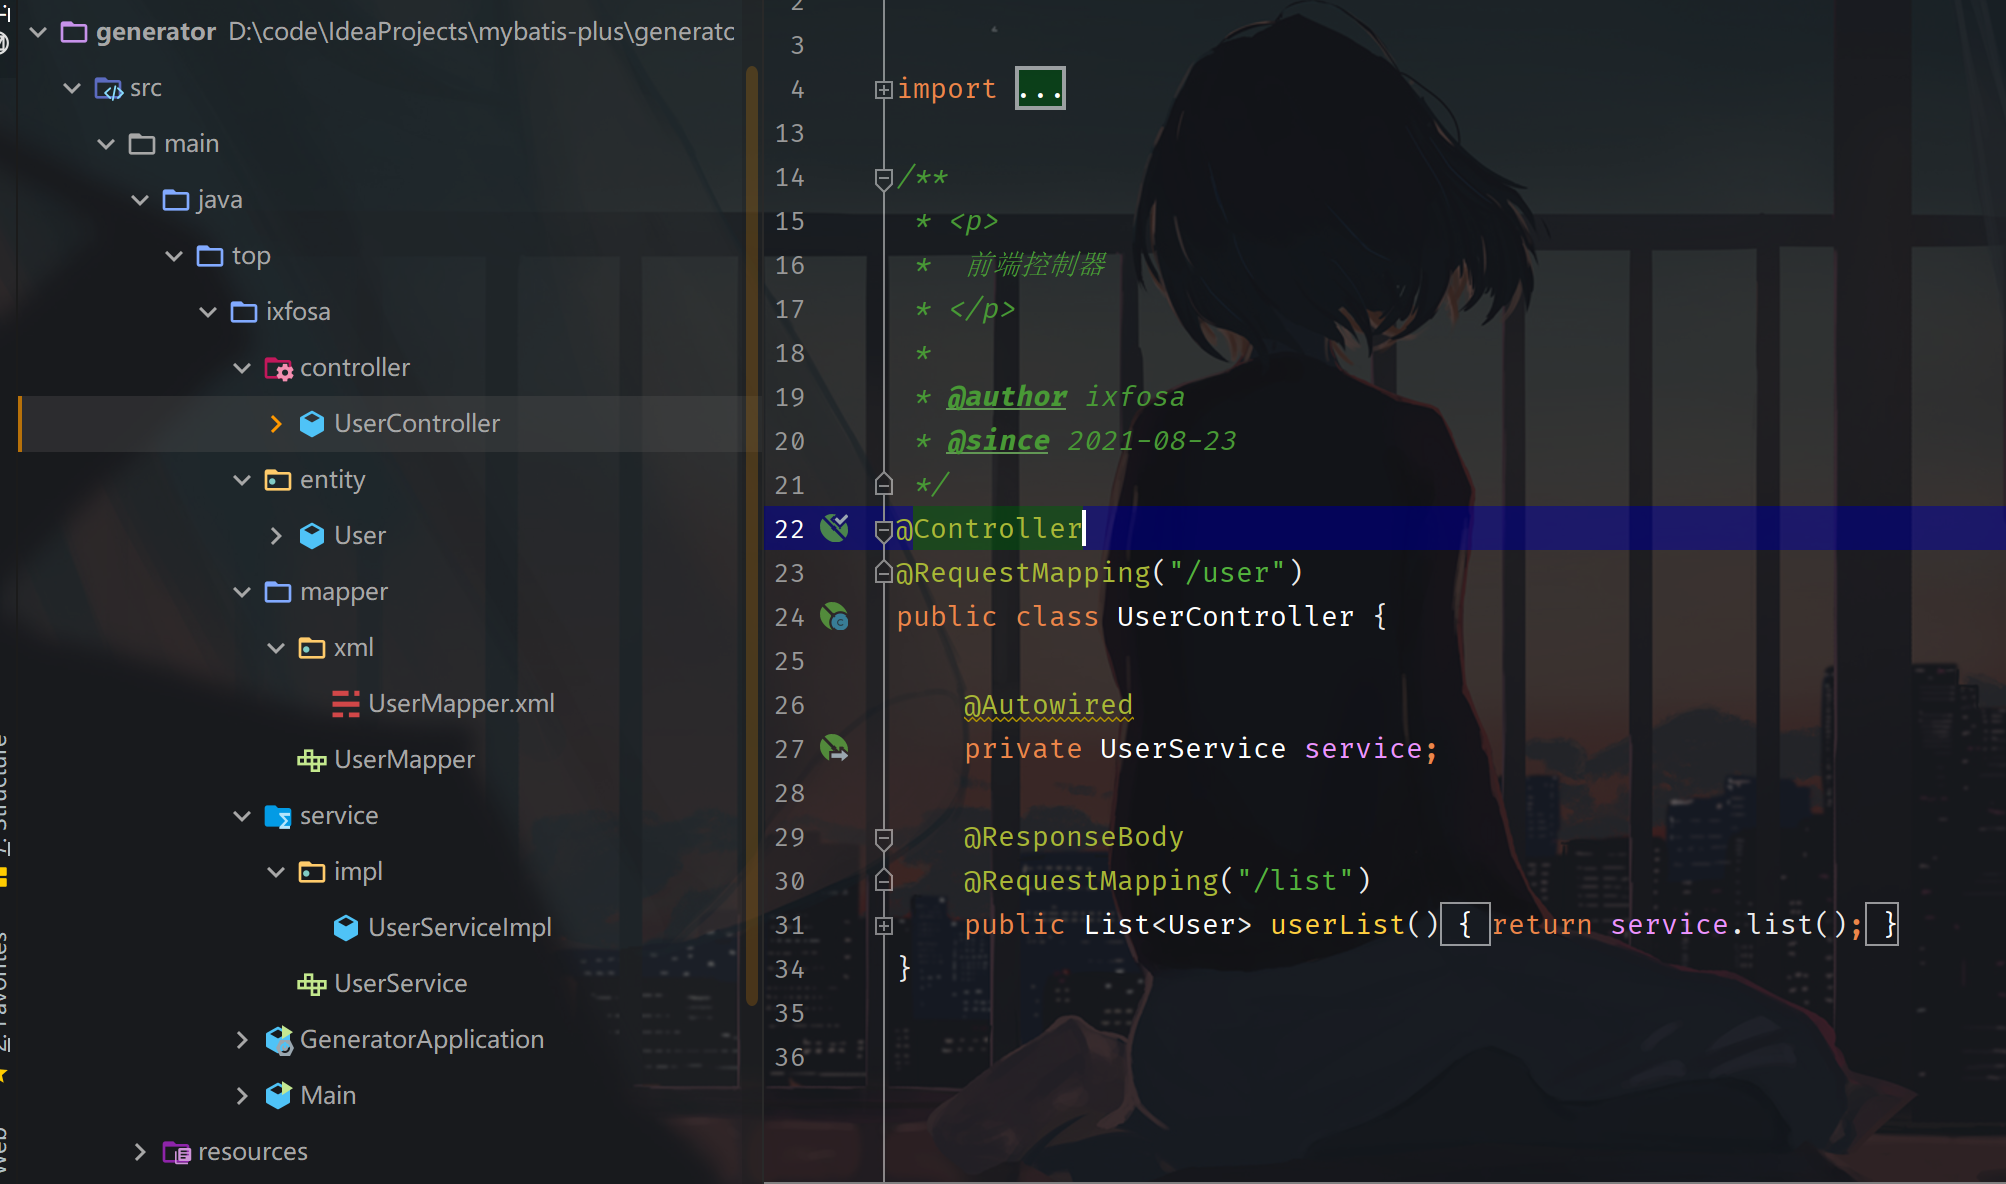 generator D:\code\IdeaProjects\mybatis-plus\generatc
src
main
java
top
ixfosa
controller
UserController
entity
User
mapper
xml
UserMapper.xml
UserMapper
service
impl
UserServiceImpl
UserService
GeneratorApplication
Main
resources
7: Structure
2: Favorites
Web
2
3
4 import ...
13
14 /**
15 * <p>
16 * 前端控制器
17 * </p>
18 *
19 * @author ixfosa
20 * @since 2021-08-23
21 */
22 @Controller
23 @RequestMapping("/user")
24 public class UserController {
25
26 @Autowired
27 private UserService service;
28
29 @ResponseBody
30 @RequestMapping("/list")
31 public List<User> userList() { return service.list(); }
34 }
35
36